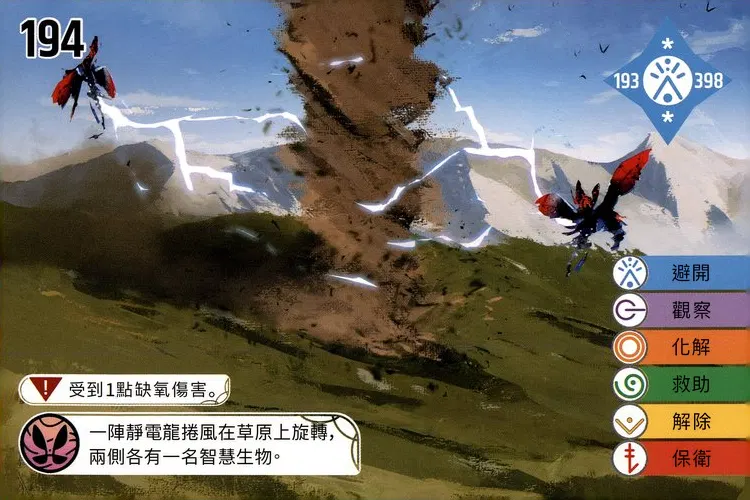 194
*
193 398
*
避開
觀察
化解
救助
解除
保衛
受到1點缺氧傷害。
一陣靜電龍捲風在草原上旋轉,
兩側各有一名智慧生物。